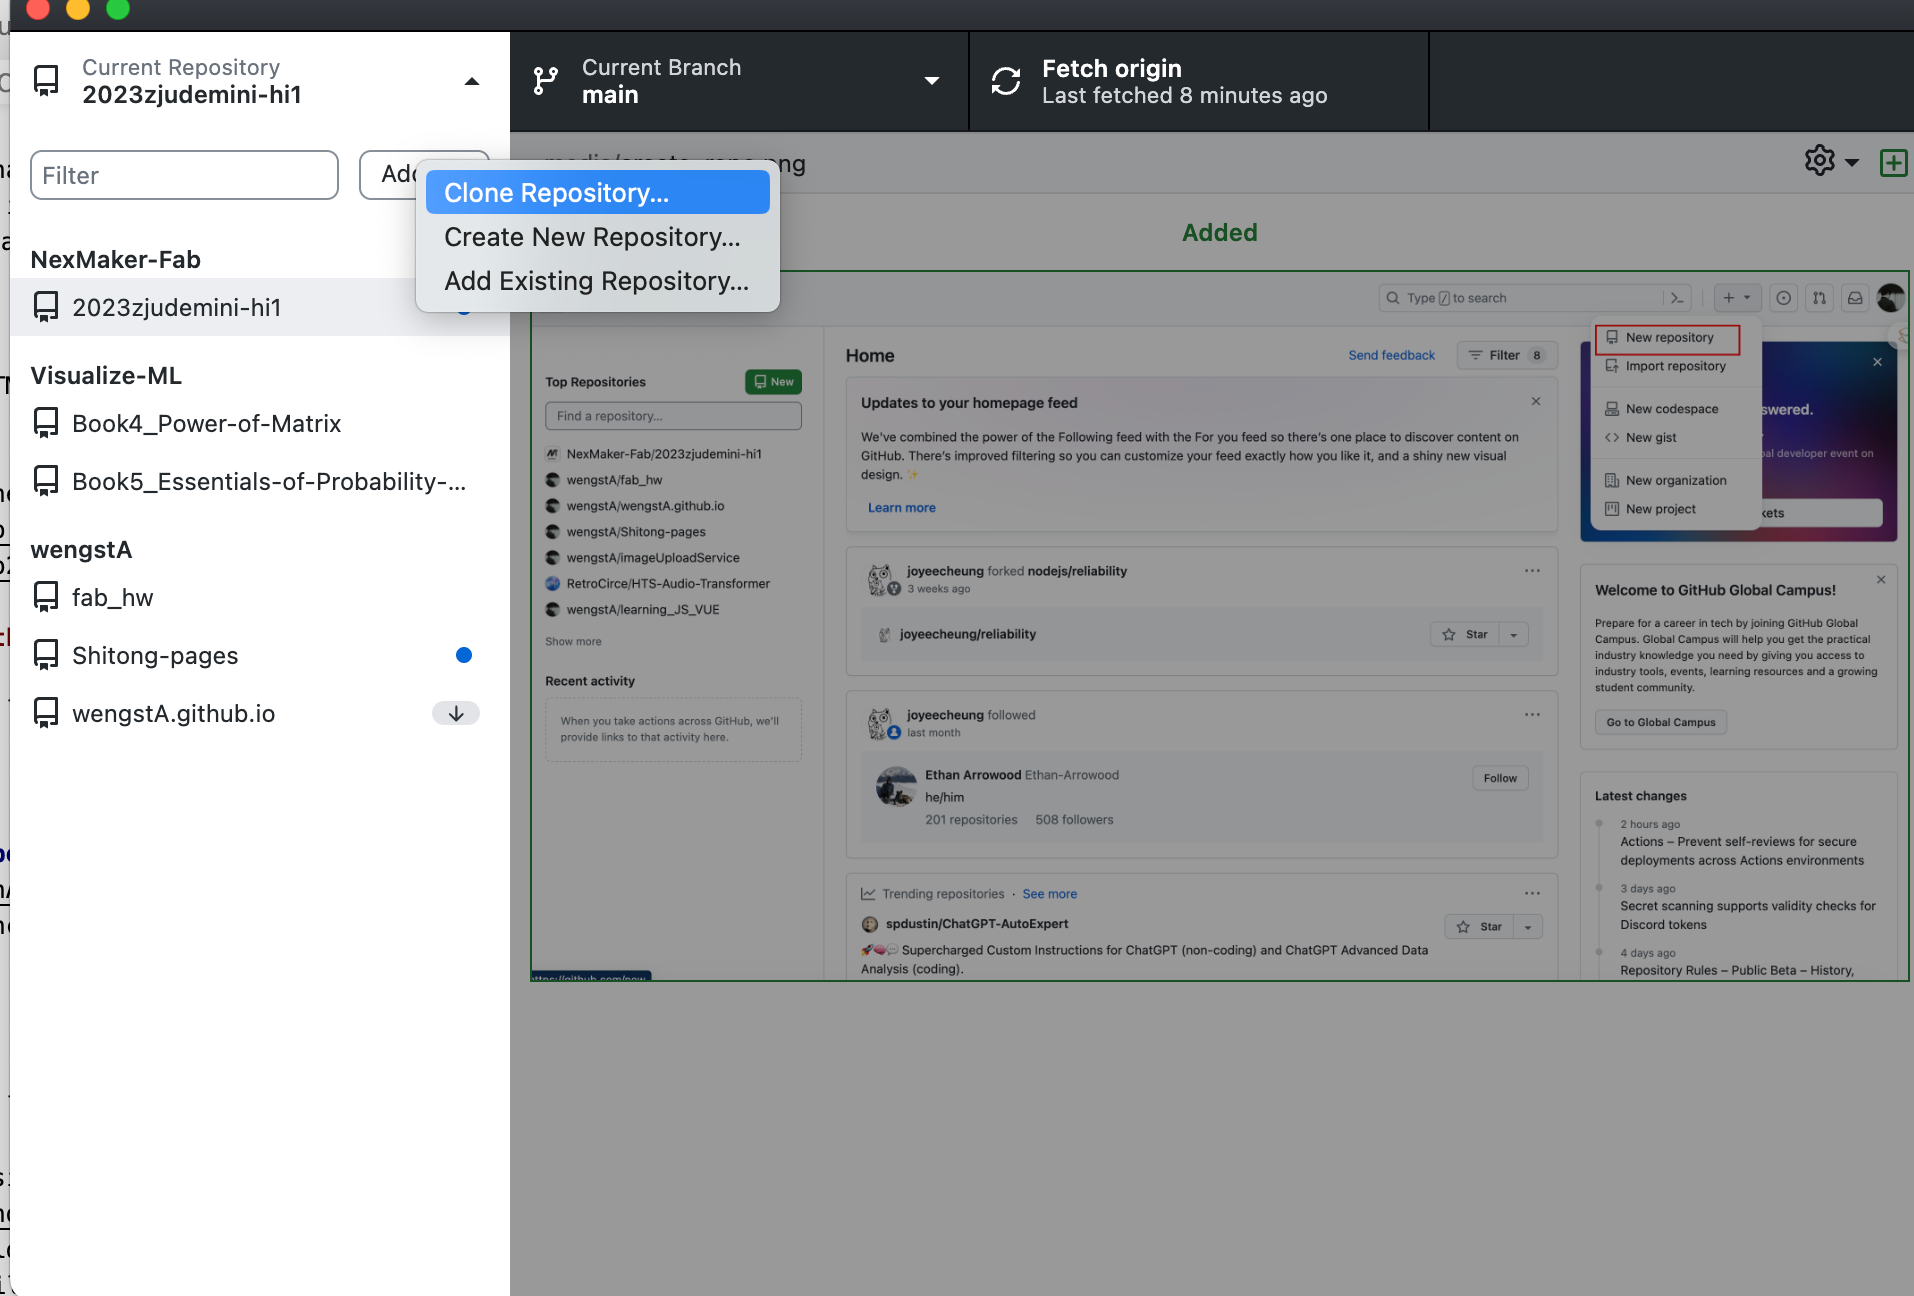 Current Repository
2023zjudemini-hi1
Current Branch
main
Fetch origin
Last fetched 8 minutes ago
Filter
Clone Repository...
Create New Repository...
Add Existing Repository...
NexMaker-Fab
2023zjudemini-hi1
Visualize-ML
Book4_Power-of-Matrix
Book5_Essentials-of-Probability-...
wengstA
fab_hw
Shitong-pages
wengstA.github.io
Added
Type / to search
Top Repositories
New
Find a repository...
NexMaker-Fab/2023zjudemini-hi1
wengstA/fab_hw
wengstA/wengstA.github.io
wengstA/Shitong-pages
wengstA/imageUploadService
RetroCirce/HTS-Audio-Transformer
wengstA/learning_JS_VUE
Show more
Recent activity
When you take actions across GitHub, we'll
provide links to that activity here.
https://github.com/new
Home
Send feedback
Filter 8
Updates to your homepage feed
We've combined the power of the Following feed with the For you feed so there's one place to discover content on
GitHub. There's improved filtering so you can customize your feed exactly how you like it, and a shiny new visual
design. ✨
Learn more
joyeecheung forked nodejs/reliability
3 weeks ago
joyeecheung/reliability
Star
joyeecheung followed
last month
Ethan Arrowood Ethan-Arrowood
he/him
201 repositories 508 followers
Follow
Trending repositories · See more
spdustin/ChatGPT-AutoExpert
Star
🚀🧠💬 Supercharged Custom Instructions for ChatGPT (non-coding) and ChatGPT Advanced Data
Analysis (coding).
New repository
Import repository
New codespace
New gist
New organization
New project
swered.
developer event on
kets
Welcome to GitHub Global Campus!
Prepare for a career in tech by joining GitHub Global
Campus. Global Campus will help you get the practical
industry knowledge you need by giving you access to
industry tools, events, learning resources and a growing
student community.
Go to Global Campus
Latest changes
2 hours ago
Actions – Prevent self-reviews for secure
deployments across Actions environments
3 days ago
Secret scanning supports validity checks for
Discord tokens
4 days ago
Repository Rules – Public Beta – History,